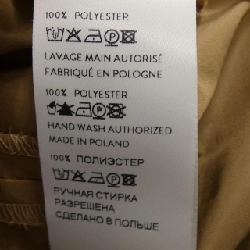 100% POLYESTER
LAVAGE MAIN AUTORISÉ
FABRIQUÉ EN POLOGNE
100% POLYESTER
HAND WASH AUTHORIZED
MADE IN POLAND
100% ПОЛИЭСТЕР
РУЧНАЯ СТИРКА
РАЗРЕШЕНА
СДЕЛАНО В ПОЛЬШЕ